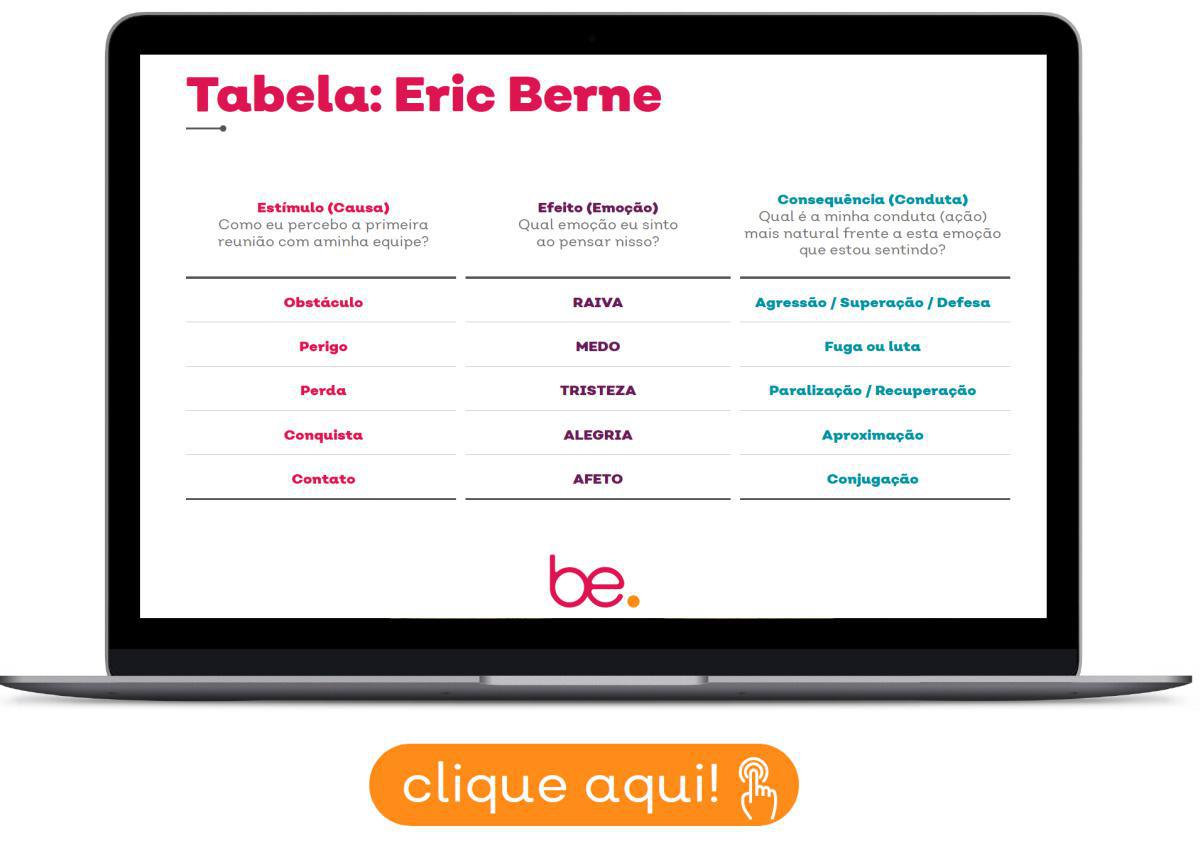 Tabela: Eric Berne
Estímulo (Causa)
Como eu percebo a primeira
reunião com aminha equipe?
Efeito (Emoção)
Qual emoção eu sinto
ao pensar nisso?
Consequência (Conduta)
Qual é a minha conduta (ação)
mais natural frente a esta emoção
que estou sentindo?
Obstáculo RAIVA Agressão / Superação / Defesa
Perigo MEDO Fuga ou luta
Perda TRISTEZA Paralização / Recuperação
Conquista ALEGRIA Aproximação
Contato AFETO Conjugação
be.
clique aqui!